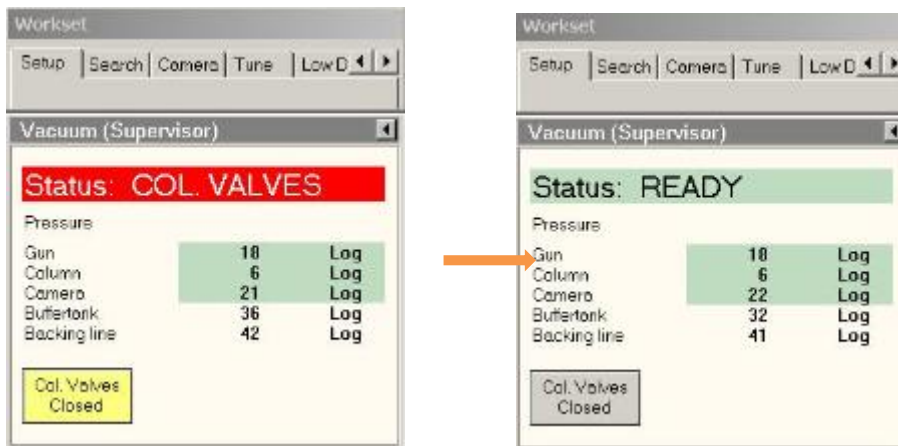 Workset
Setup Search Camera Tune Low D
Vacuum (Supervisor)
Status: COL. VALVES
Pressure
Gun 18 Log
Column 6 Log
Camera 21 Log
Buffertank 36 Log
Backing line 42 Log
Col. Valves
Closed
Workset
Setup Search Camera Tune Low D
Vacuum (Supervisor)
Status: READY
Pressure
Gun 18 Log
Column 6 Log
Camera 22 Log
Buffertank 32 Log
Backing line 41 Log
Col. Valves
Closed